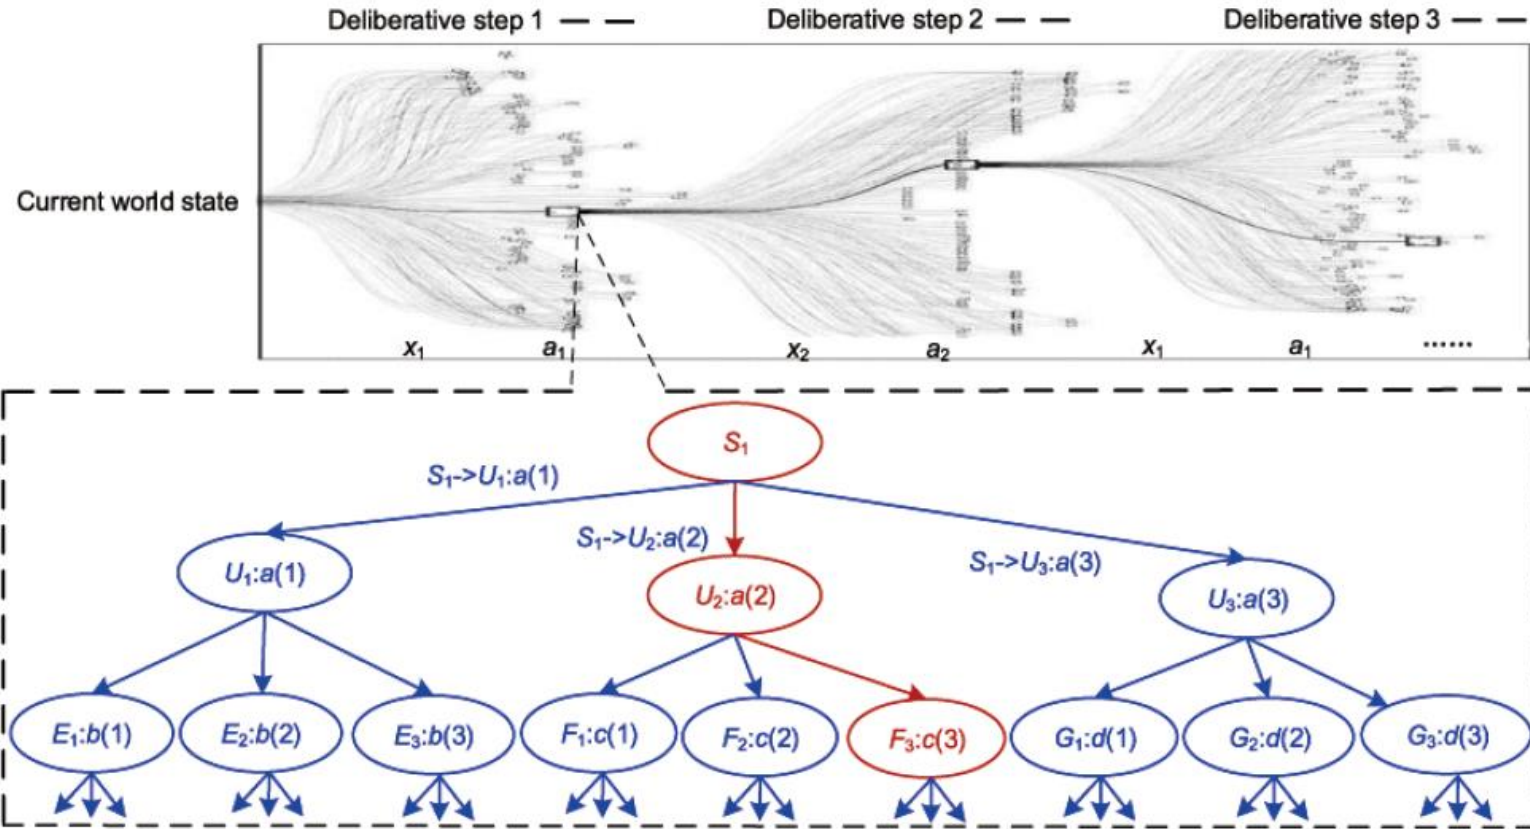 Deliberative step 1
Deliberative step 2
Deliberative step 3
Current world state
x₁ a₁ x₂ a₂ x₁ a₁ ......
S₁
S₁->U₁:a(1)
S₁->U₂:a(2)
S₁->U₃:a(3)
U₁:a(1)
U₂:a(2)
U₃:a(3)
E₁:b(1)
E₂:b(2)
E₃:b(3)
F₁:c(1)
F₂:c(2)
F₃:c(3)
G₁:d(1)
G₂:d(2)
G₃:d(3)